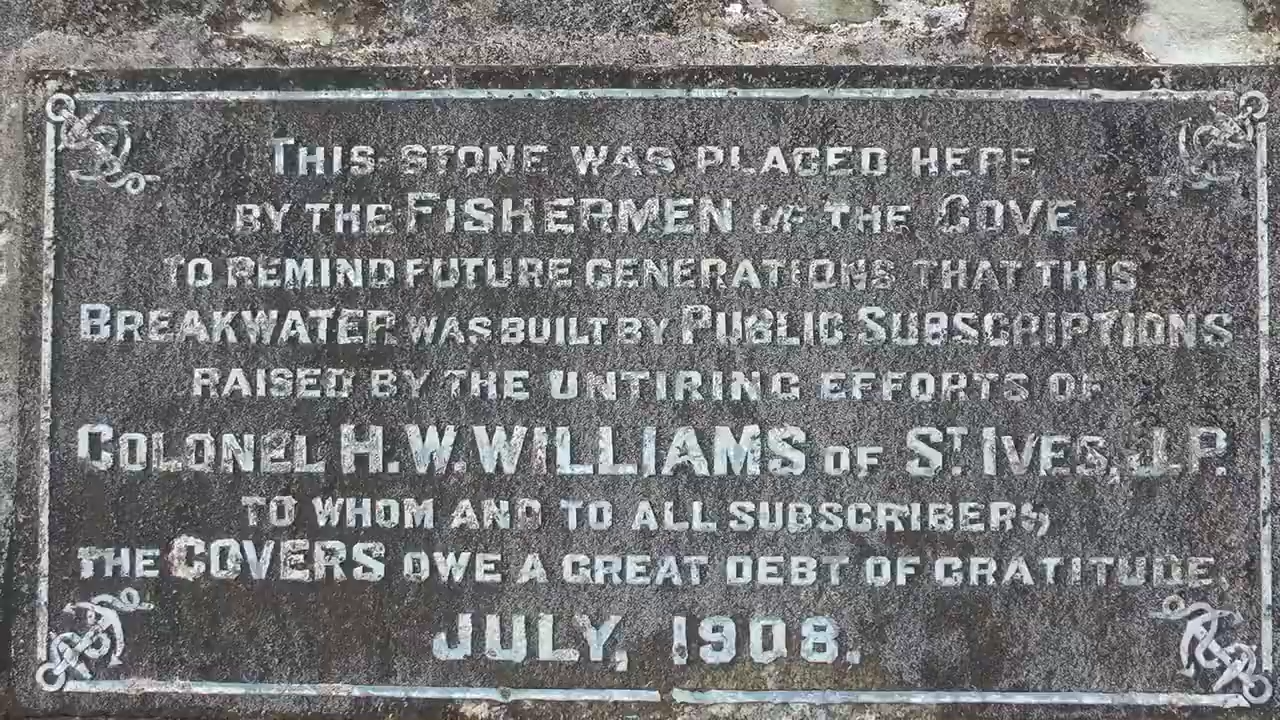 THIS STONE WAS PLACED HERE
BY THE FISHERMEN OF THE COVE
TO REMIND FUTURE GENERATIONS THAT THIS
BREAKWATER WAS BUILT BY PUBLIC SUBSCRIPTIONS
RAISED BY THE UNTIRING EFFORTS OF
COLONEL H.W.WILLIAMS OF ST. IVES, J.P.
TO WHOM AND TO ALL SUBSCRIBERS,
THE COVERS OWE A GREAT DEBT OF GRATITUDE,
JULY, 1908.